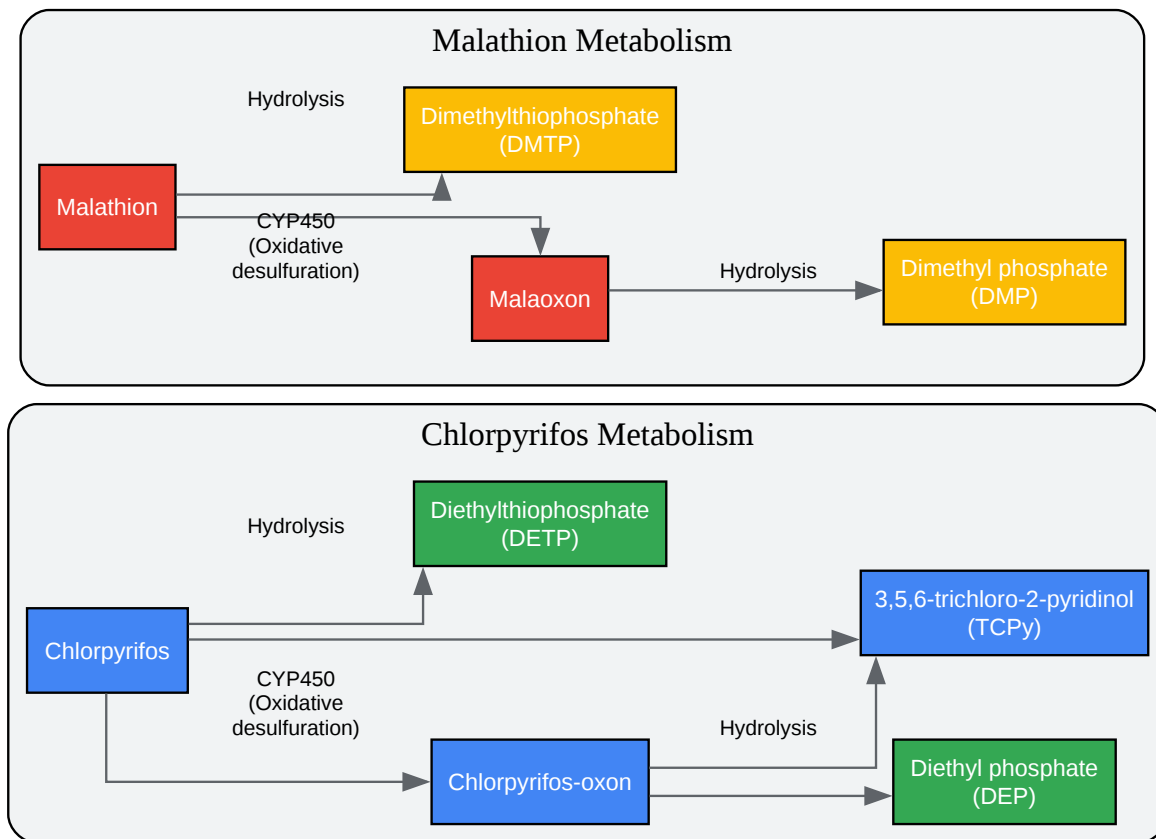 Malathion Metabolism
Hydrolysis
Dimethylthiophosphate
(DMTP)
Malathion
CYP450
(Oxidative
desulfuration)
Malaoxon
Hydrolysis
Dimethyl phosphate
(DMP)
Chlorpyrifos Metabolism
Hydrolysis
Diethylthiophosphate
(DETP)
3,5,6-trichloro-2-pyridinol
(TCPy)
Chlorpyrifos
CYP450
(Oxidative
desulfuration)
Chlorpyrifos-oxon
Hydrolysis
Diethyl phosphate
(DEP)